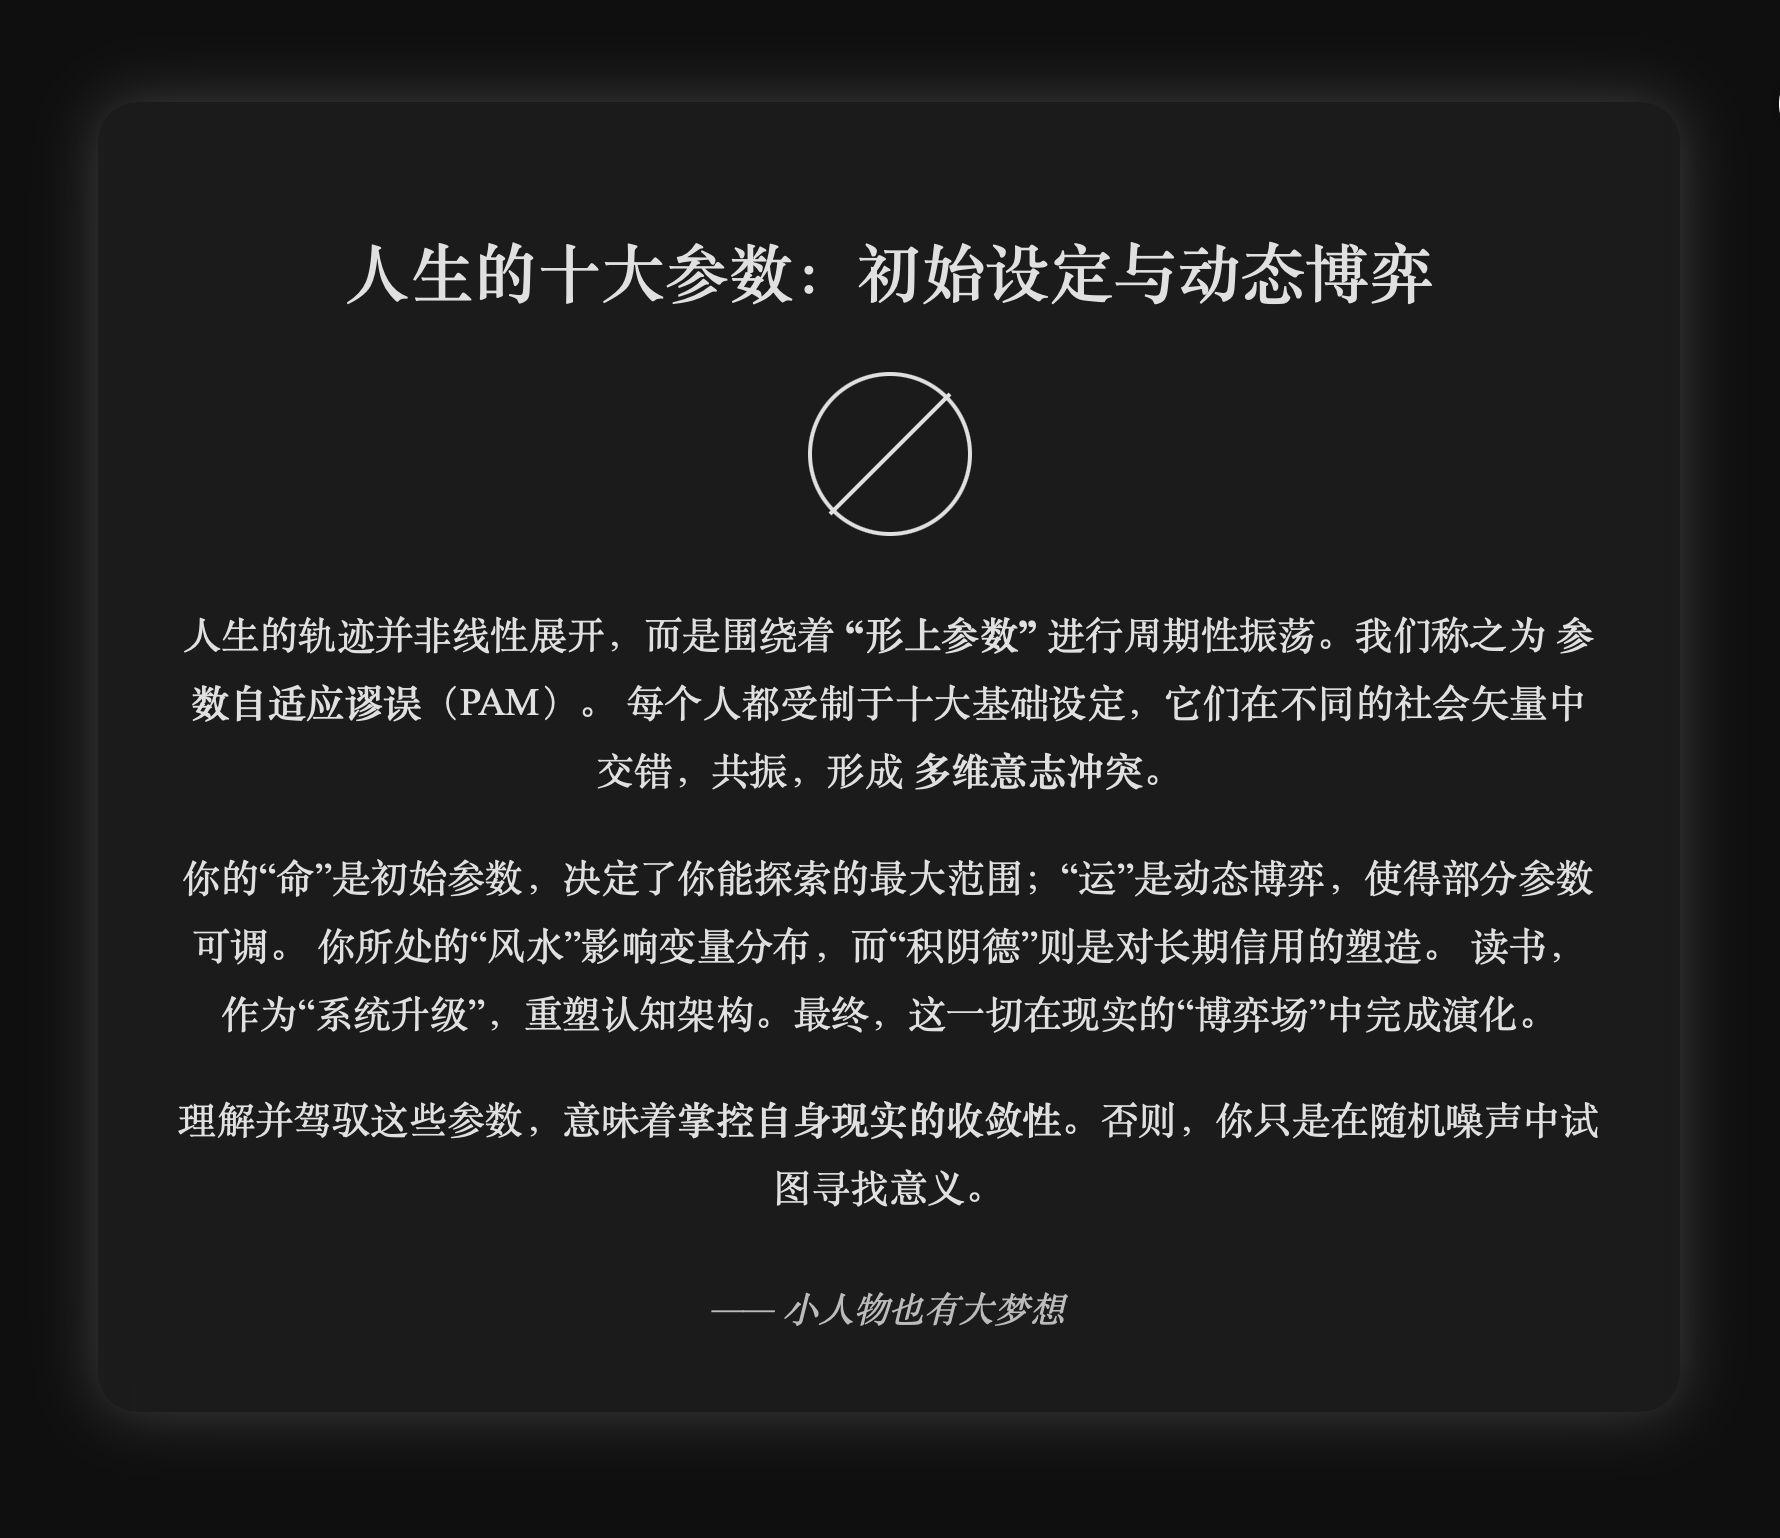 人生的十大参数：初始设定与动态博弈
人生的轨迹并非线性展开，而是围绕着 “形上参数” 进行周期性振荡。我们称之为 参
数自适应谬误（PAM）。 每个人都受制于十大基础设定，它们在不同的社会矢量中
交错，共振，形成 多维意志冲突。
你的“命”是初始参数，决定了你能探索的最大范围；“运”是动态博弈，使得部分参数
可调。 你所处的“风水”影响变量分布，而“积阴德”则是对长期信用的塑造。 读书，
作为“系统升级”，重塑认知架构。最终，这一切在现实的“博弈场”中完成演化。
理解并驾驭这些参数，意味着掌控自身现实的收敛性。否则，你只是在随机噪声中试
图寻找意义。
—— 小人物也有大梦想